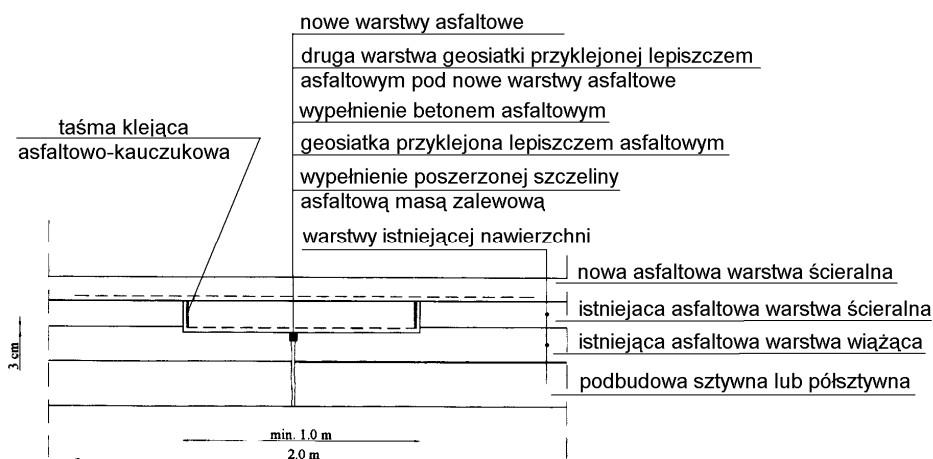 nowe warstwy asfaltowe
druga warstwa geosiatki przyklejonej lepiszczem
asfaltowym pod nowe warstwy asfaltowe
wypełnienie betonem asfaltowym
taśma klejąca
asfaltowo-kauczukowa
geosiatka przyklejona lepiszczem asfaltowym
wypełnienie poszerzonej szczeliny
asfaltową masą zalewową
warstwy istniejącej nawierzchni
nowa asfaltowa warstwa ścieralna
istniejaca asfaltowa warstwa ścieralna
istniejąca asfaltowa warstwa wiążąca
podbudowa sztywna lub półsztywna
3 cm
min. 1.0 m
2.0 m